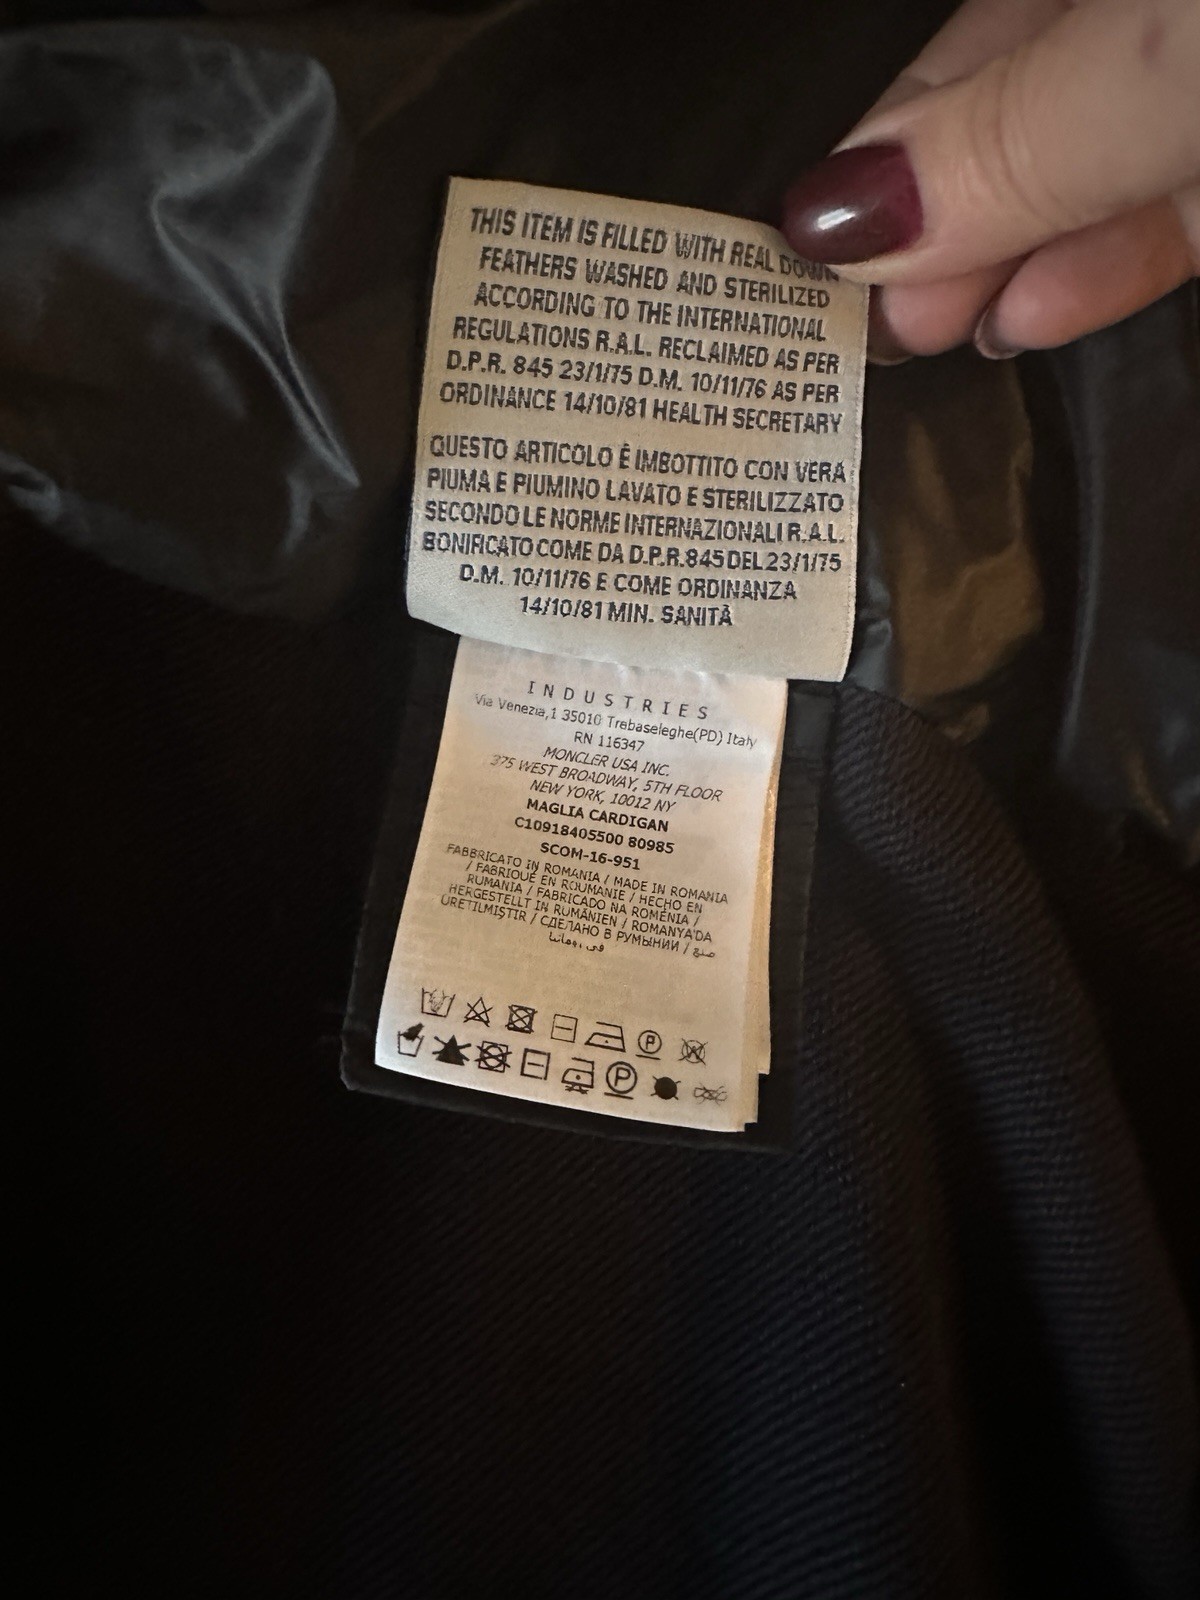 THIS ITEM IS FILLED WITH REAL DOWN
FEATHERS WASHED AND STERILIZED
ACCORDING TO THE INTERNATIONAL
REGULATIONS R.A.L. RECLAIMED AS PER
D.P.R. 845 23/1/75 D.M. 10/11/76 AS PER
ORDINANCE 14/10/81 HEALTH SECRETARY
QUESTO ARTICOLO È IMBOTTITO CON VERA
PIUMA E PIUMINO LAVATO E STERILIZZATO
SECONDO LE NORME INTERNAZIONALI R.A.L.
BONIFICATO COME DA D.P.R.845 DEL 23/1/75
D.M. 10/11/76 E COME ORDINANZA
14/10/81 MIN. SANITÀ
INDUSTRIES
Via Venezia,1 35010 Trebaseleghe(PD) Italy
RN 116347
MONCLER USA INC.
375 WEST BROADWAY, 5TH FLOOR
NEW YORK, 10012 NY
MAGLIA CARDIGAN
C10918405500 80985
SCOM-16-951
FABBRICATO IN ROMANIA / MADE IN ROMANIA
/ FABRIQUÉ EN ROUMANIE / HECHO EN
RUMANIA / FABRICADO NA ROMÉNIA /
HERGESTELLT IN RUMÄNIEN / ROMANYA'DA
ÜRETİLMİŞTİR / СДЕЛАНО В РУМЫНИИ / صنع
في رومانيا
P W
P